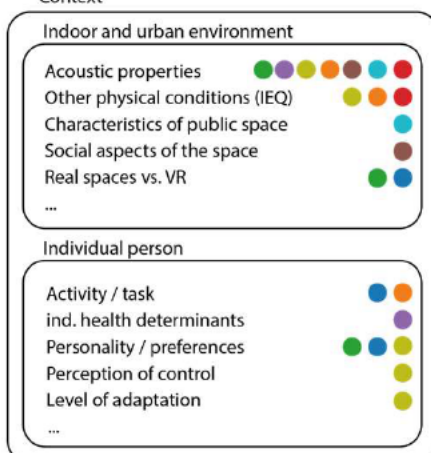 Context
Indoor and urban environment
Acoustic properties
Other physical conditions (IEQ)
Characteristics of public space
Social aspects of the space
Real spaces vs. VR
...
Individual person
Activity / task
ind. health determinants
Personality / preferences
Perception of control
Level of adaptation
...